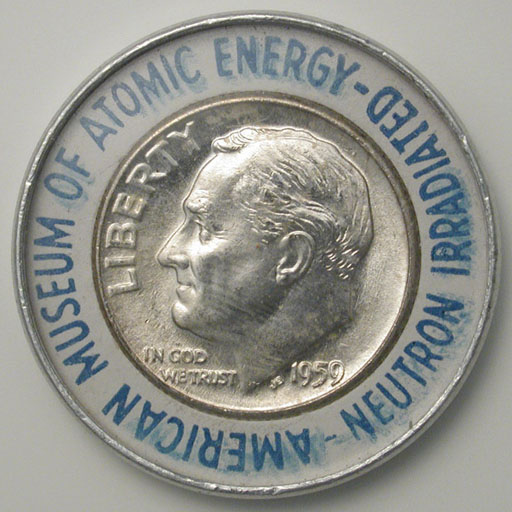 AMERICAN MUSEUM OF ATOMIC ENERGY-
NEUTRON IRRADIATED-
LIBERTY
IN GOD
WE TRUST
1959